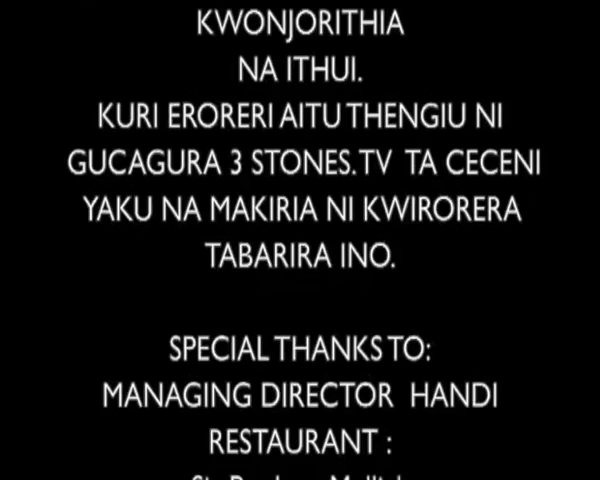 KWONJORITHIA
NA ITHUI.
KURI ERORERI AITU THENGIU NI
GUCAGURA 3 STONES.TV TA CECENI
YAKU NA MAKIRIA NI KWIRORERA
TABARIRA INO.
SPECIAL THANKS TO:
MANAGING DIRECTOR HANDI
RESTAURANT :